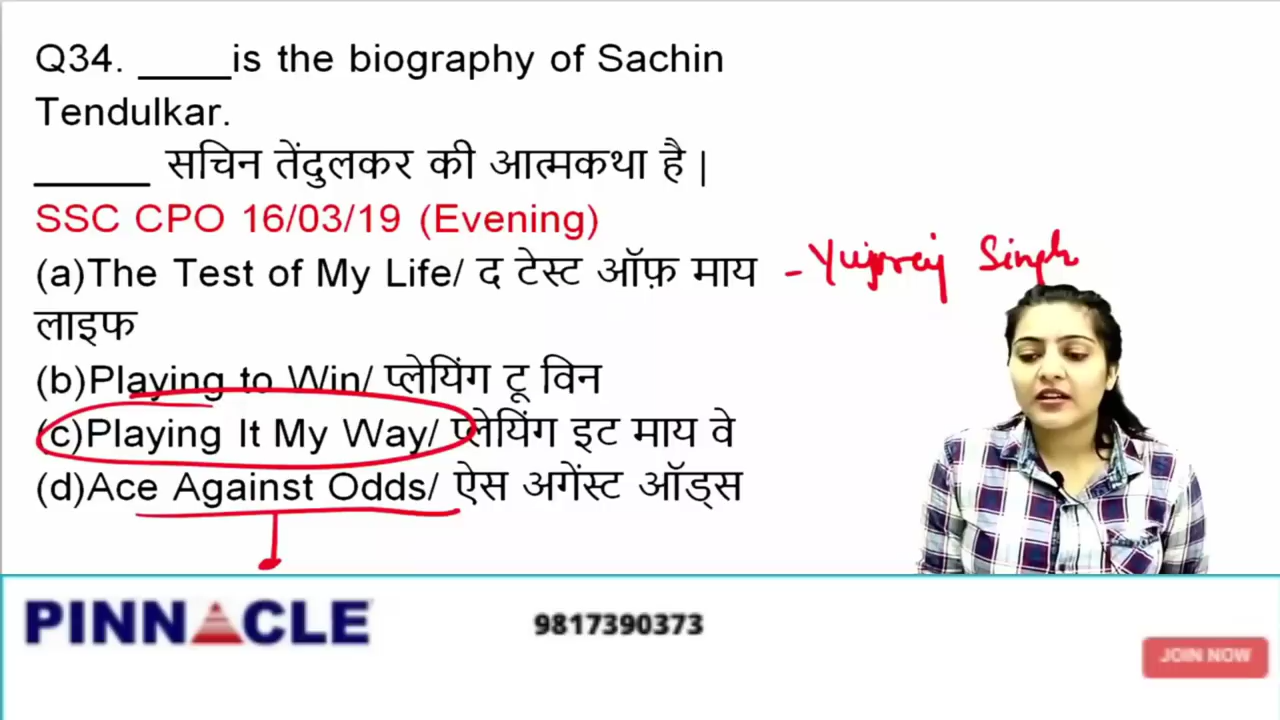 Q34. ____is the biography of Sachin
Tendulkar.
_____ सचिन तेंदुलकर की आत्मकथा है |
SSC CPO 16/03/19 (Evening)
(a)The Test of My Life/ द टेस्ट ऑफ़ माय - Yuvraj Singh
लाइफ
(b)Playing to Win/ प्लेयिंग टू विन
(c)Playing It My Way/ प्लेयिंग इट माय वे
(d)Ace Against Odds/ ऐस अगेंस्ट ऑड्स
PINNACLE
9817390373
JOIN NOW